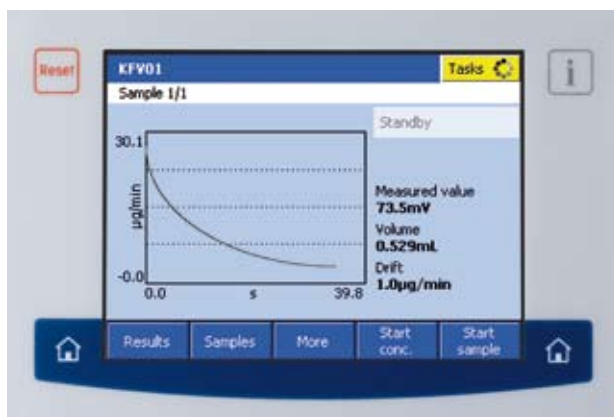 Reset
KFV01
Tasks
i
Sample 1/1
Standby
30.1
µg/min
-0.0
0.0
s
39.8
Measured value
73.5mV
Volume
0.529mL
Drift
1.0µg/min
Results
Samples
More
Start
conc.
Start
sample